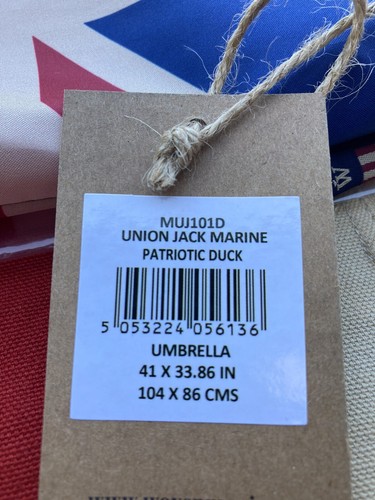 MUJ101D
UNION JACK MARINE
PATRIOTIC DUCK
5 053224 056136
UMBRELLA
41 X 33.86 IN
104 X 86 CMS